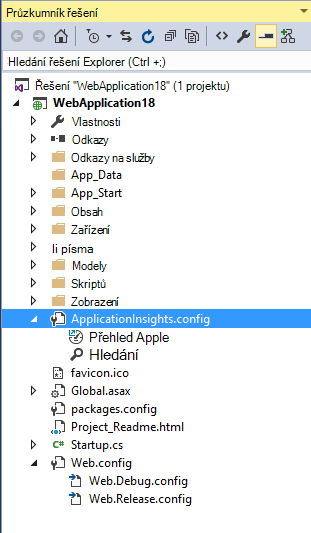 Průzkumník řešení
Hledání řešení Explorer (Ctrl +;)
Řešení "WebApplication18" (1 projektu)
WebApplication18
Vlastnosti
Odkazy
Odkazy na služby
App_Data
App_Start
Obsah
Zařízení
li písma
Modely
Skriptů
Zobrazení
ApplicationInsights.config
Přehled Apple
Hledání
favicon.ico
Global.asax
packages.config
Project_Readme.html
C# Startup.cs
Web.config
Web.Debug.config
Web.Release.config